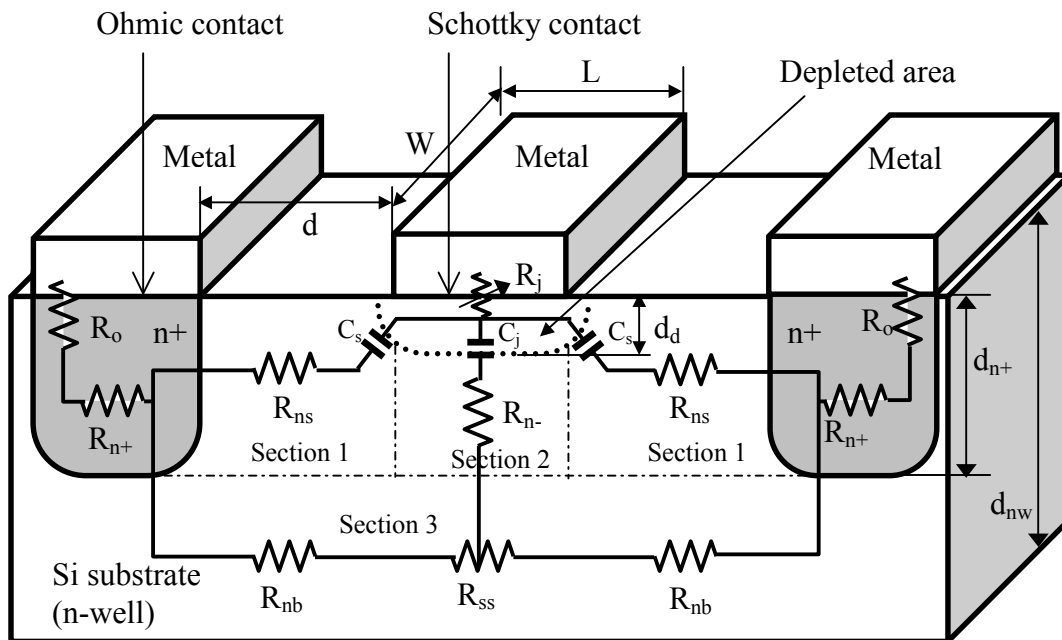 Ohmic contact
Schottky contact
L
Depleted area
W
Metal
Metal
Metal
d
R_j
R_o
n+
C_s
C_j
C_s
d_d
n+
R_o
d_n+
R_ns
R_n-
R_ns
R_n+
R_n+
Section 1
Section 2
Section 1
d_nw
Section 3
Si substrate
(n-well)
R_nb
R_ss
R_nb